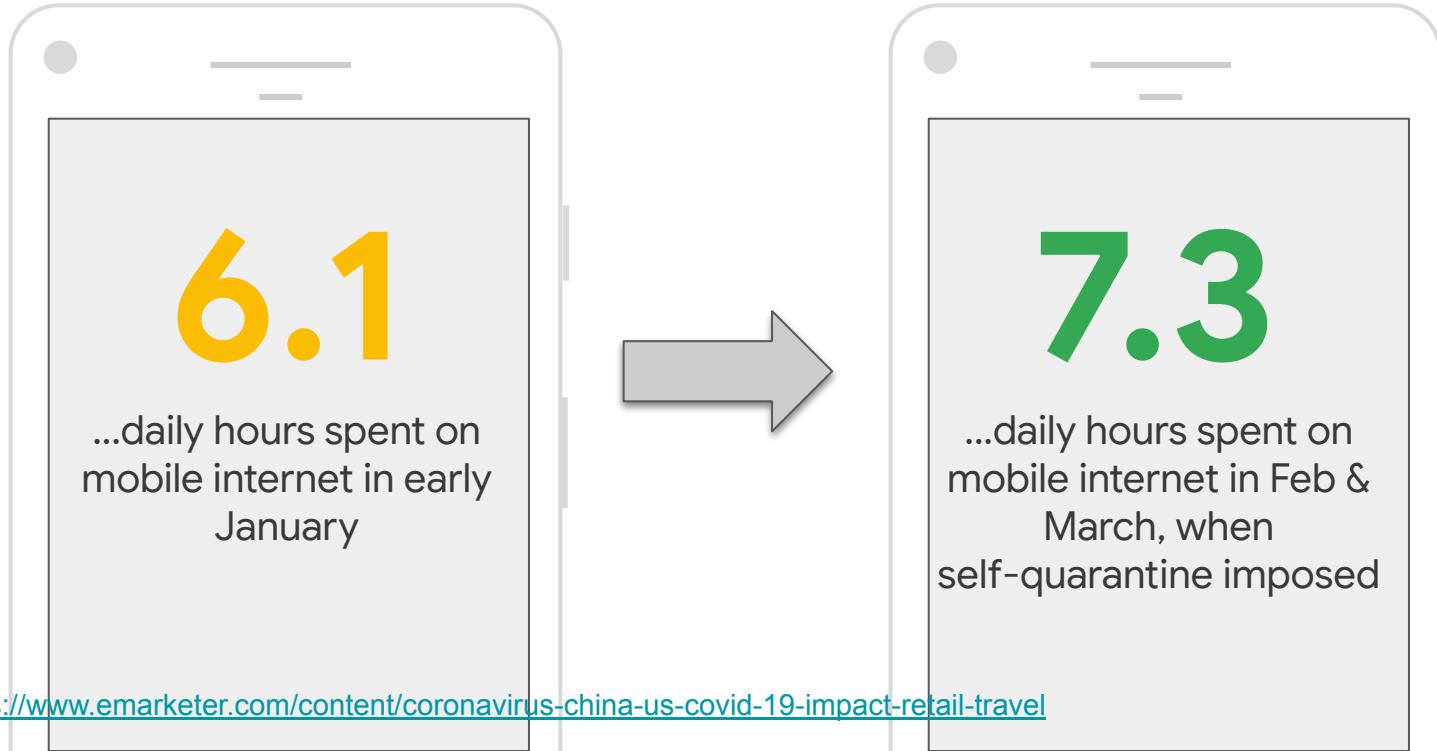 6.1
...daily hours spent on
mobile internet in early
January
7.3
...daily hours spent on
mobile internet in Feb &
March, when
self-quarantine imposed
://www.emarketer.com/content/coronavirus-china-us-covid-19-impact-retail-travel